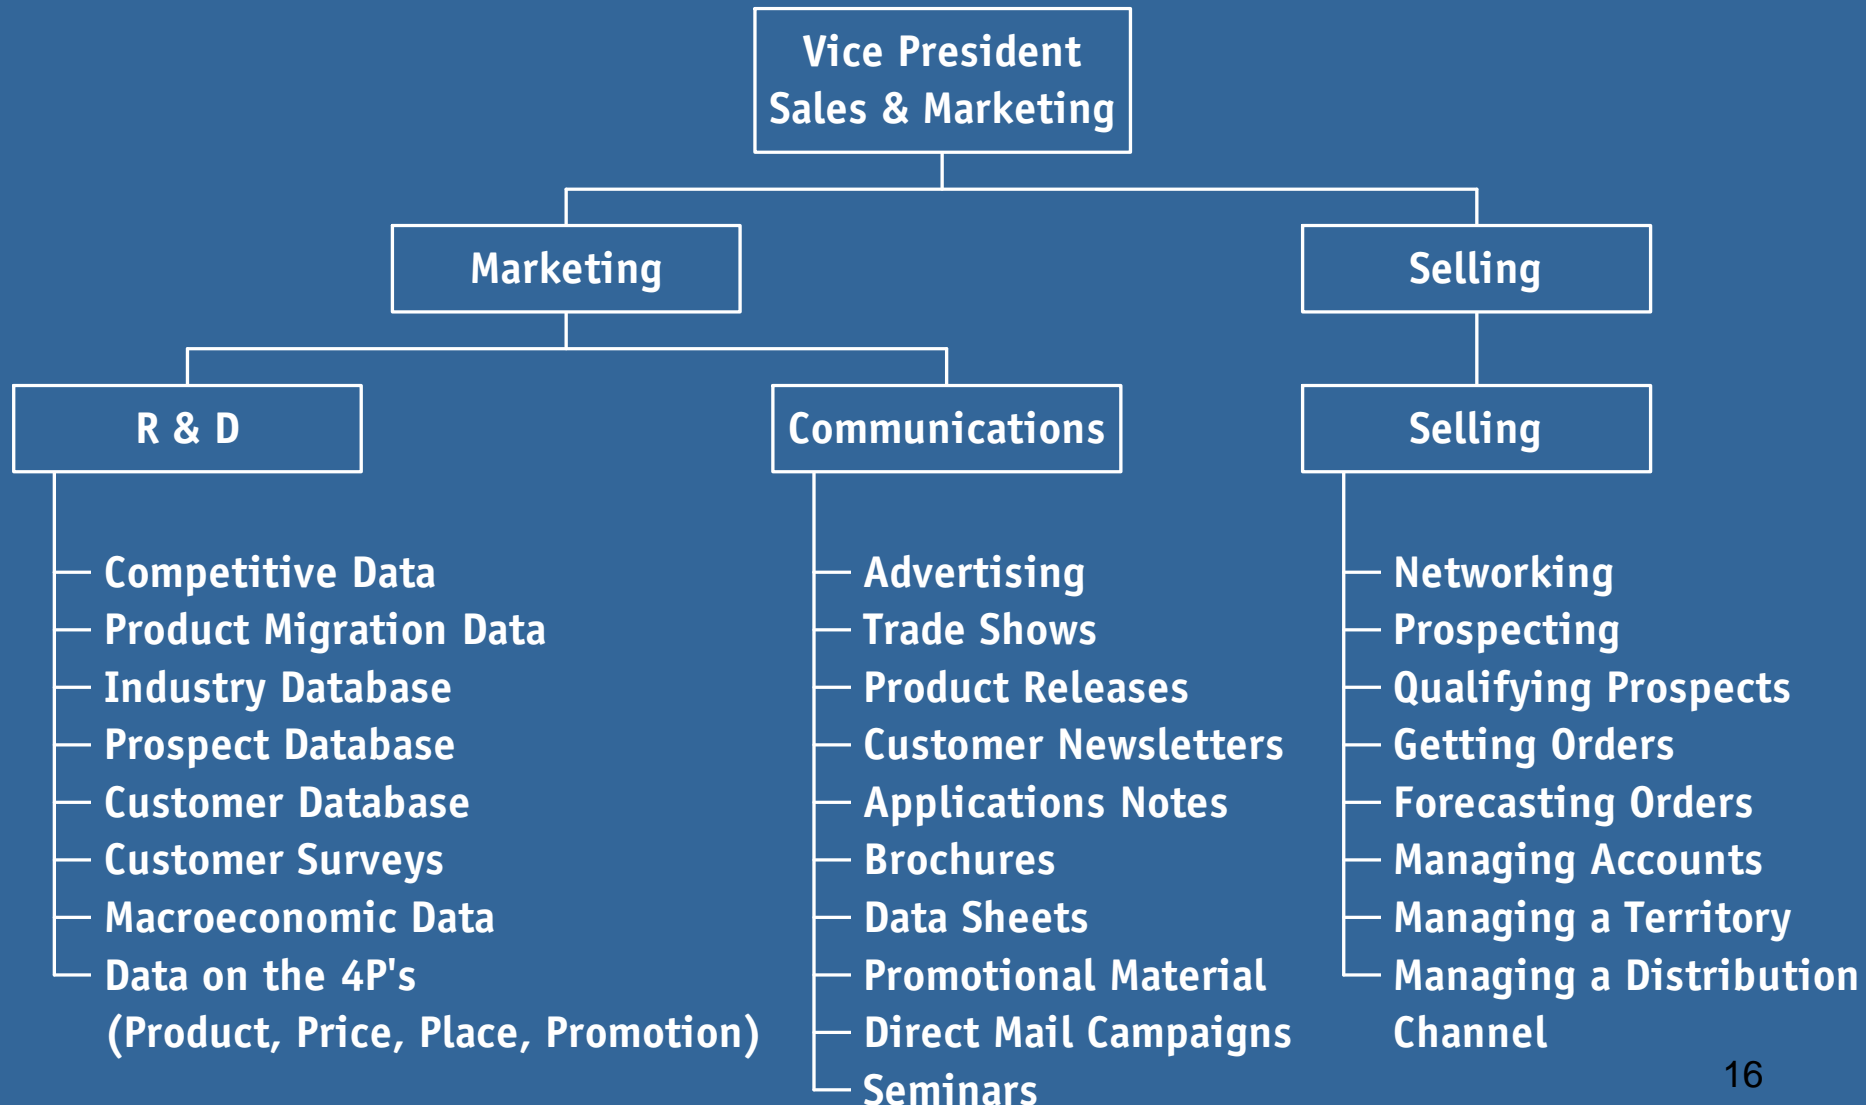 Vice President
Sales & Marketing
Marketing
Selling
R & D
Communications
Selling
Competitive Data
Product Migration Data
Industry Database
Prospect Database
Customer Database
Customer Surveys
Macroeconomic Data
Data on the 4P's
(Product, Price, Place, Promotion)
Advertising
Trade Shows
Product Releases
Customer Newsletters
Applications Notes
Brochures
Data Sheets
Promotional Material
Direct Mail Campaigns
Seminars
Networking
Prospecting
Qualifying Prospects
Getting Orders
Forecasting Orders
Managing Accounts
Managing a Territory
Managing a Distribution
Channel
16